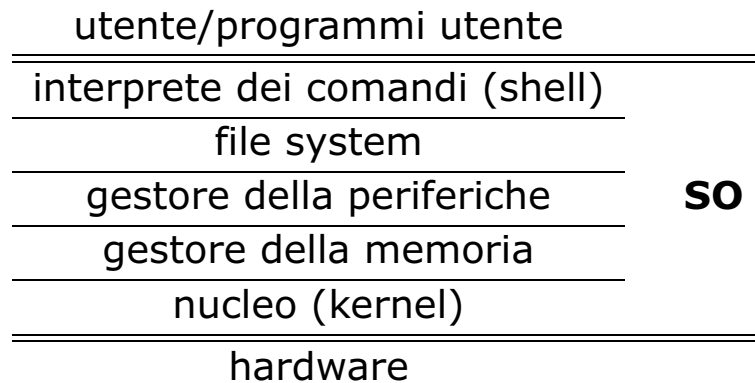 utente/programmi utente
interprete dei comandi (shell)
file system
gestore della periferiche
SO
gestore della memoria
nucleo (kernel)
hardware